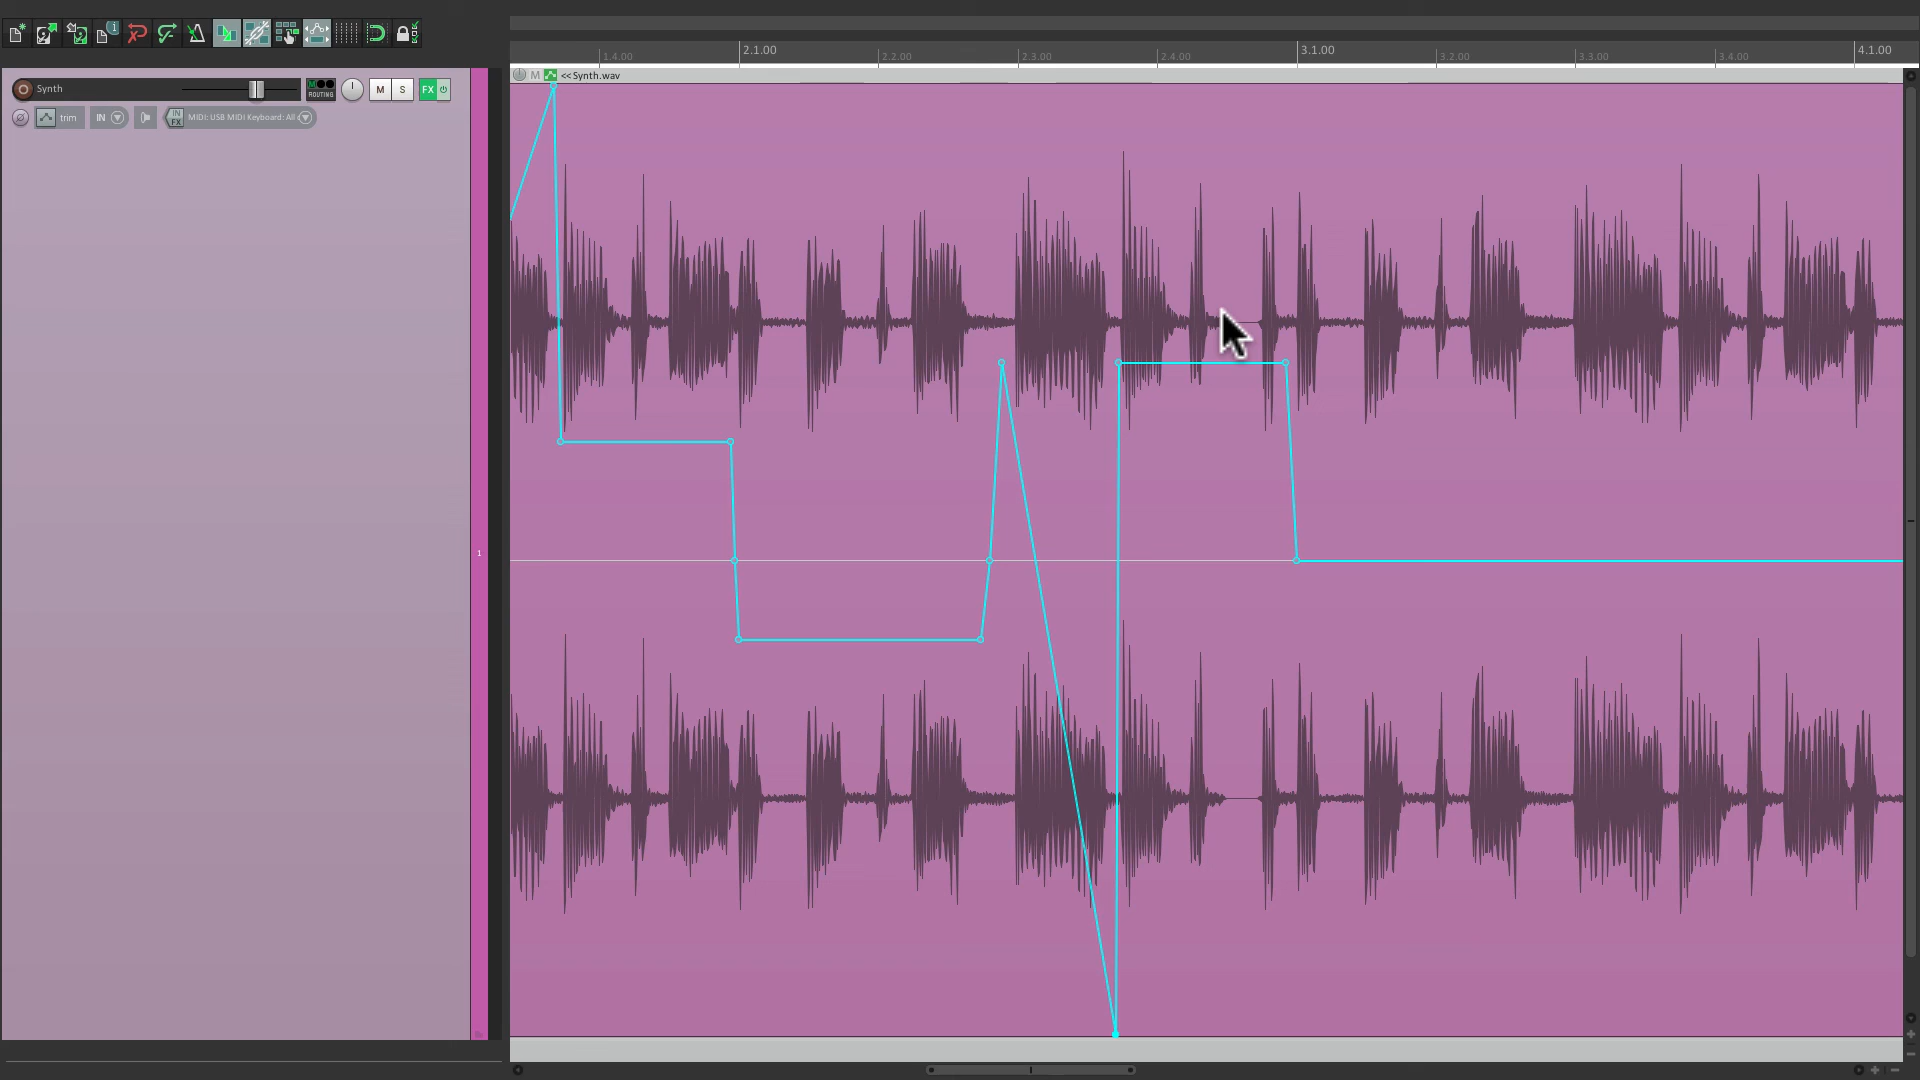 1.4.00 2.1.00 2.2.00 2.3.00 2.4.00 3.1.00 3.2.00 3.3.00 3.4.00 4.1.00
M <<Synth.wav
Synth ROUTING M S FX
trim IN IN FX MIDI: USB MIDI Keyboard: All
1